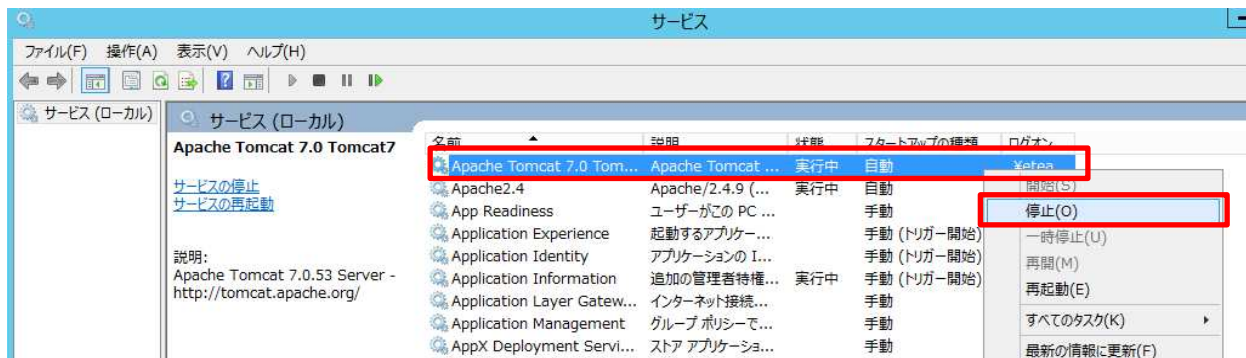 サービス
ファイル(F) 操作(A) 表示(V) ヘルプ(H)
サービス (ローカル)
サービス (ローカル)
Apache Tomcat 7.0 Tomcat7
サービスの停止
サービスの再起動
説明:
Apache Tomcat 7.0.53 Server -
http://tomcat.apache.org/
名前 説明 状態 スタートアップの種類 ログオン
Apache Tomcat 7.0 Tom... Apache Tomcat ... 実行中 自動 ¥etea
Apache2.4 Apache/2.4.9 (... 実行中 自動
App Readiness ユーザーがこの PC ... 手動
Application Experience 起動するアプリケー... 手動 (トリガー開始)
Application Identity アプリケーションの I... 手動 (トリガー開始)
Application Information 追加の管理者特権... 実行中 手動 (トリガー開始)
Application Layer Gatew... インターネット接続... 手動
Application Management グループ ポリシーで... 手動
AppX Deployment Servi... ストア アプリケーショ... 手動
開始(S)
停止(O)
一時停止(U)
再開(M)
再起動(E)
すべてのタスク(K)
最新の情報に更新(F)